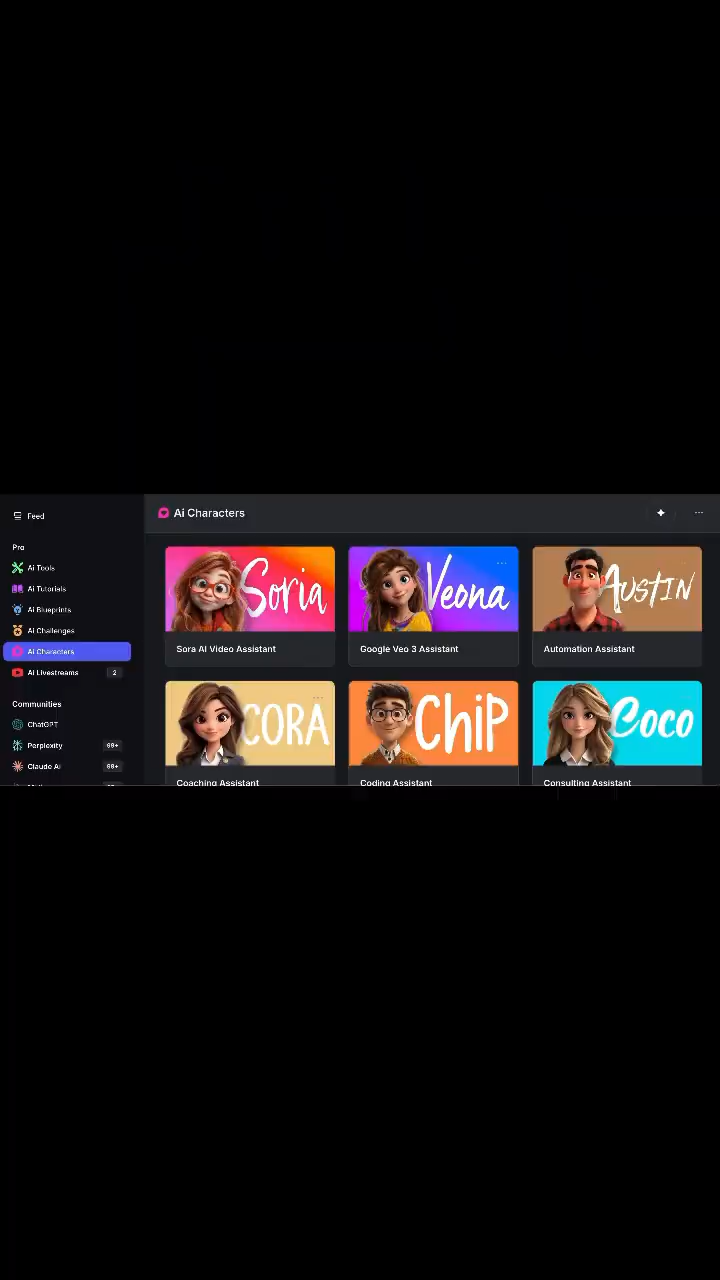 Feed
Pro
Ai Tools
Ai Tutorials
Ai Blueprints
Ai Challenges
Ai Characters
Ai Livestreams 2
Communities
ChatGPT
Perplexity 99+
Claude Ai 99+
Ai Characters
Soria
Veona
AUSTIN
Sora AI Video Assistant
Google Veo 3 Assistant
Automation Assistant
CORA
CHIP
Coco
Coaching Assistant
Coding Assistant
Consulting Assistant